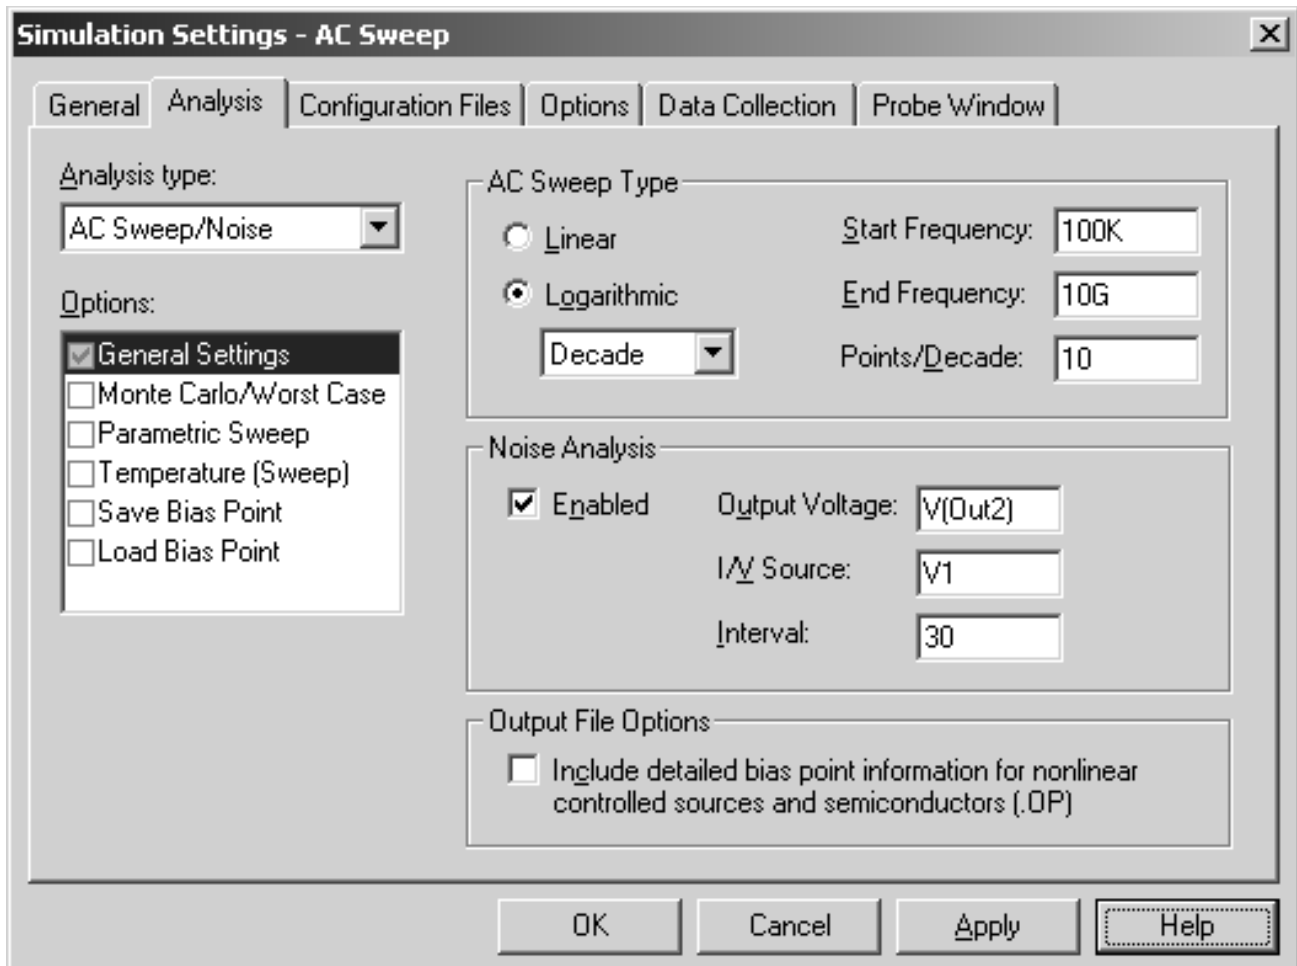 Simulation Settings - AC Sweep
General Analysis Configuration Files Options Data Collection Probe Window
Analysis type:
AC Sweep/Noise
Options:
General Settings
Monte Carlo/Worst Case
Parametric Sweep
Temperature (Sweep)
Save Bias Point
Load Bias Point
AC Sweep Type
Linear
Logarithmic
Decade
Start Frequency: 100K
End Frequency: 10G
Points/Decade: 10
Noise Analysis
Enabled
Output Voltage: V(Out2)
I/V Source: V1
Interval: 30
Output File Options
Include detailed bias point information for nonlinear
controlled sources and semiconductors (.OP)
OK Cancel Apply Help